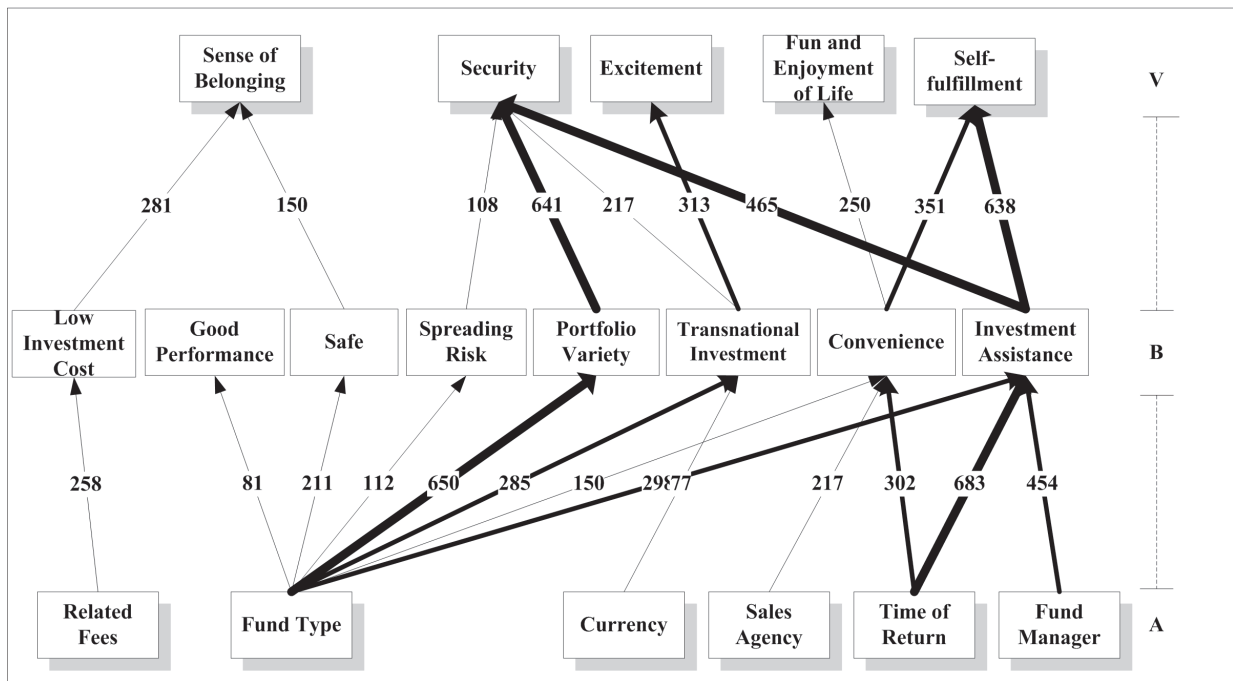 Sense of
Belonging
Security
Excitement
Fun and
Enjoyment
of Life
Self-
fulfillment
V
281
150
108
641
217
313
465
250
351
638
Low
Investment
Cost
Good
Performance
Safe
Spreading
Risk
Portfolio
Variety
Transnational
Investment
Convenience
Investment
Assistance
B
258
81
211
112
650
285
150
77
217
302
683
454
Related
Fees
Fund Type
Currency
Sales
Agency
Time of
Return
Fund
Manager
A